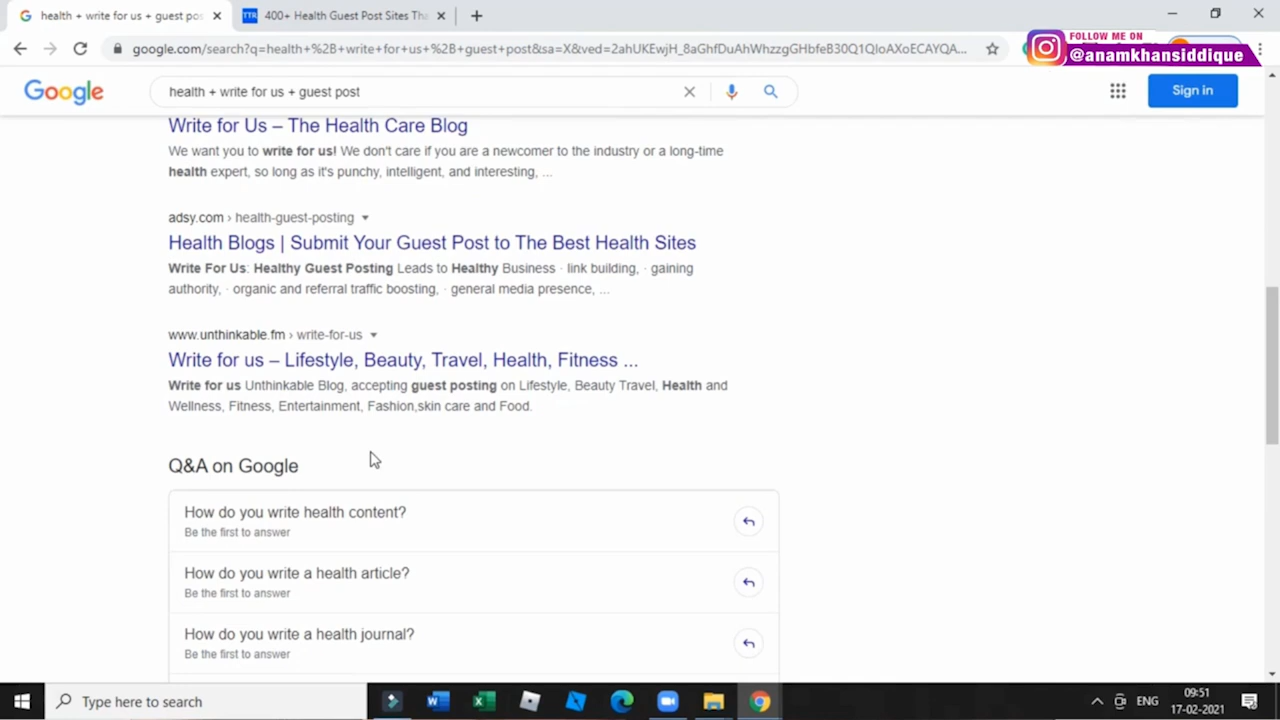 health + write for us + guest pos
400+ Health Guest Post Sites Tha
FOLLOW ME ON
@anamkhansiddique
google.com/search?q=health+%2B+write+for+us+%2B+guest+post&sa=X&ved=2ahUKEwjH_8aGhfDuAhWhzzgGHbfeB30Q1QIoAXoECAYQA...
Google
health + write for us + guest post
Sign in
Write for Us – The Health Care Blog
We want you to write for us! We don't care if you are a newcomer to the industry or a long-time
health expert, so long as it's punchy, intelligent, and interesting, ...
adsy.com › health-guest-posting
Health Blogs | Submit Your Guest Post to The Best Health Sites
Write For Us: Healthy Guest Posting Leads to Healthy Business · link building, · gaining
authority, · organic and referral traffic boosting, · general media presence, ...
www.unthinkable.fm › write-for-us
Write for us – Lifestyle, Beauty, Travel, Health, Fitness ...
Write for us Unthinkable Blog, accepting guest posting on Lifestyle, Beauty Travel, Health and
Wellness, Fitness, Entertainment, Fashion,skin care and Food.
Q&A on Google
How do you write health content?
Be the first to answer
How do you write a health article?
Be the first to answer
How do you write a health journal?
Be the first to answer
Type here to search
ENG
09:51
17-02-2021